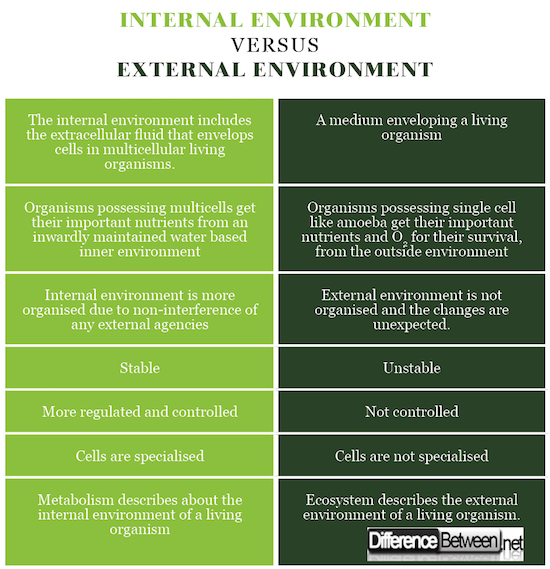 INTERNAL ENVIRONMENT
VERSUS
EXTERNAL ENVIRONMENT
The internal environment includes
the extracellular fluid that envelops
cells in multicellular living
organisms.
A medium enveloping a living
organism
Organisms possessing multicells get
their important nutrients from an
inwardly maintained water based
inner environment
Organisms possessing single cell
like amoeba get their important
nutrients and O₂ for their survival,
from the outside environment
Internal environment is more
organised due to non-interference of
any external agencies
External environment is not
organised and the changes are
unexpected.
Stable
Unstable
More regulated and controlled
Not controlled
Cells are specialised
Cells are not specialised
Metabolism describes about the
internal environment of a living
organism
Ecosystem describes the external
environment of a living organism.
DifferenceBetween.net